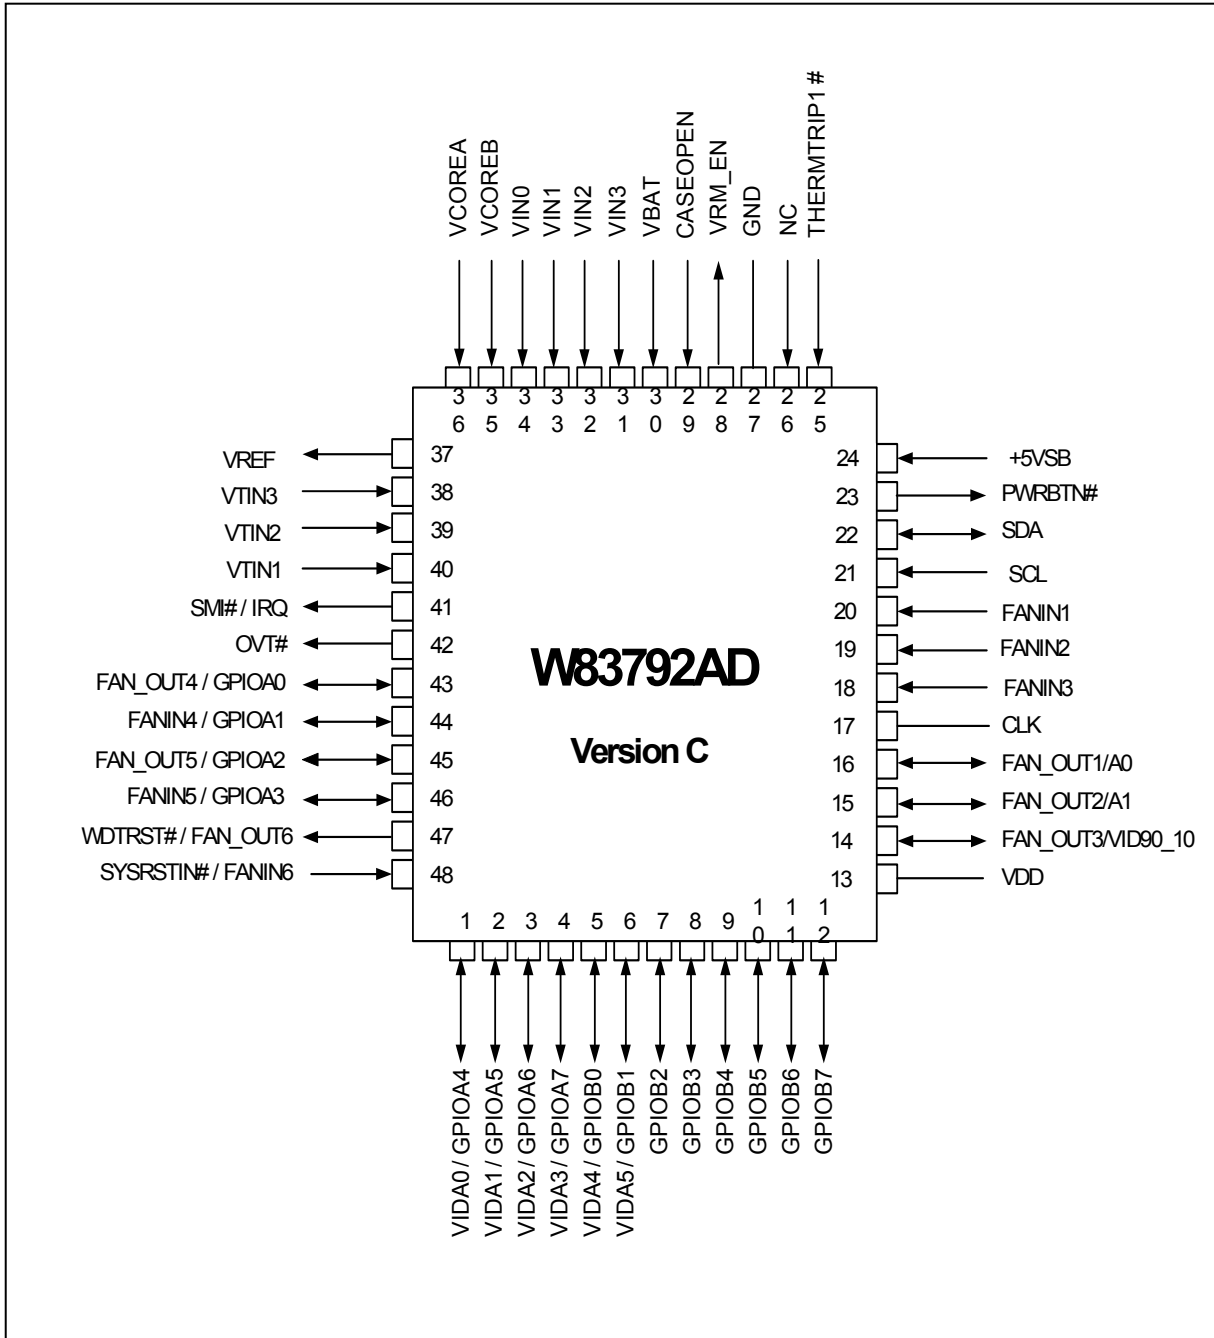 VCOREA
VCOREB
VIN0
VIN1
VIN2
VIN3
VBAT
CASEOPEN
VRM_EN
GND
NC
THERMTRIP1#
36
35
34
33
32
31
30
29
28
27
26
25
VREF
37
VTIN3
38
VTIN2
39
VTIN1
40
SMI# / IRQ
41
OVT#
42
FAN_OUT4 / GPIOA0
43
FANIN4 / GPIOA1
44
FAN_OUT5 / GPIOA2
45
FANIN5 / GPIOA3
46
WDTRST# / FAN_OUT6
47
SYSRSTIN# / FANIN6
48
W83792AD
Version C
24
+5VSB
23
PWRBTN#
22
SDA
21
SCL
20
FANIN1
19
FANIN2
18
FANIN3
17
CLK
16
FAN_OUT1/A0
15
FAN_OUT2/A1
14
FAN_OUT3/VID90_10
13
VDD
1
2
3
4
5
6
7
8
9
10
11
12
VIDA0 / GPIOA4
VIDA1 / GPIOA5
VIDA2 / GPIOA6
VIDA3 / GPIOA7
VIDA4 / GPIOB0
VIDA5 / GPIOB1
GPIOB2
GPIOB3
GPIOB4
GPIOB5
GPIOB6
GPIOB7